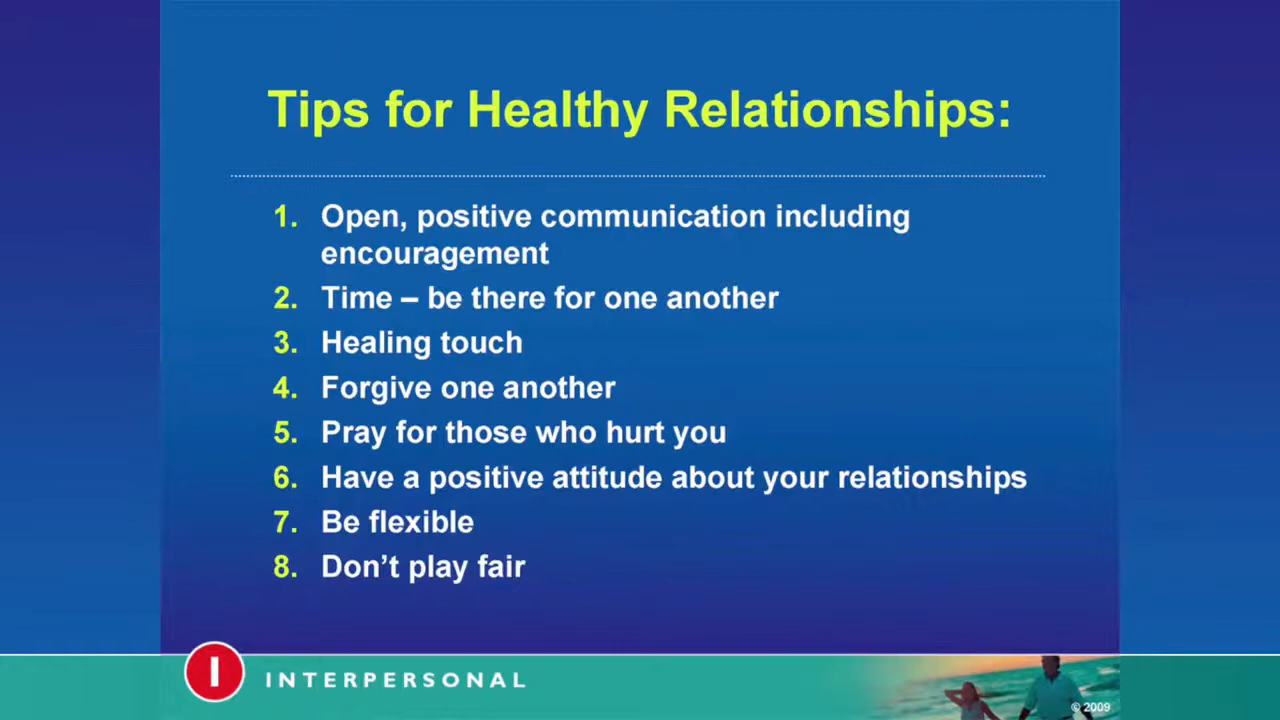 Tips for Healthy Relationships:
1. Open, positive communication including
encouragement
2. Time – be there for one another
3. Healing touch
4. Forgive one another
5. Pray for those who hurt you
6. Have a positive attitude about your relationships
7. Be flexible
8. Don’t play fair
I INTERPERSONAL
© 2009